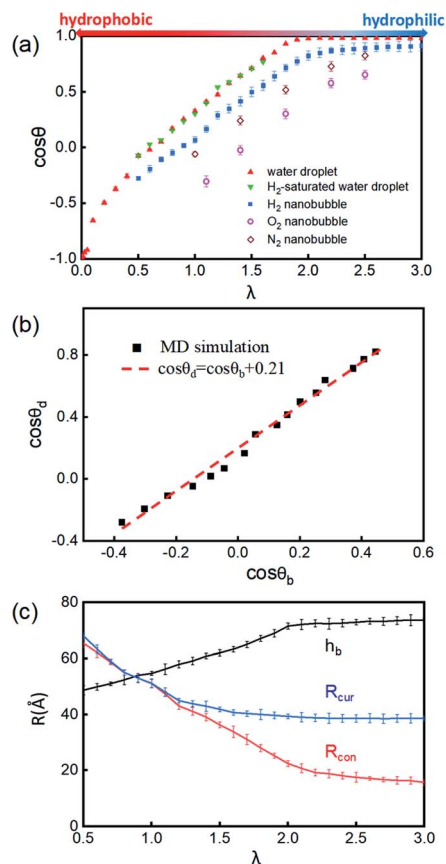 hydrophobic hydrophilic
(a)
1.0
0.5
0.0
-0.5
-1.0
cosθ
water droplet
H₂-saturated water droplet
H₂ nanobubble
O₂ nanobubble
N₂ nanobubble
0.0 0.5 1.0 1.5 2.0 2.5 3.0
λ
(b)
0.8
0.4
0.0
-0.4
cosθd
MD simulation
cosθd=cosθb+0.21
-0.4 -0.2 0.0 0.2 0.4 0.6
cosθb
(c)
80
60
40
20
0
R(Å)
hb
Rcur
Rcon
0.5 1.0 1.5 2.0 2.5 3.0
λ